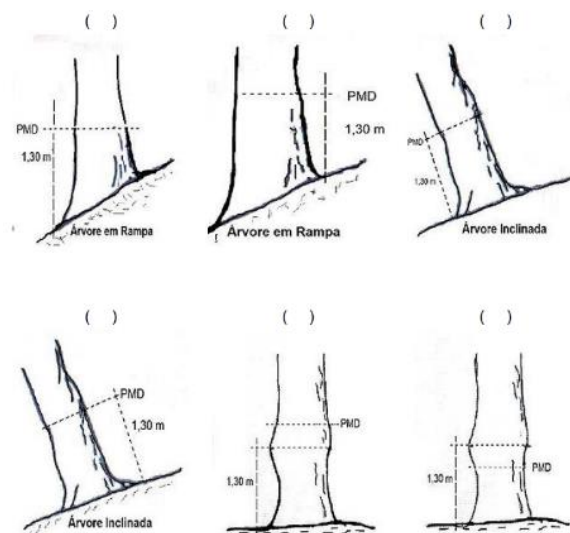 ( ) ( ) ( )
PMD
1,30 m
Árvore em Rampa
PMD
1,30 m
Árvore em Rampa
PMD
1,30 m
Árvore Inclinada
( ) ( ) ( )
PMD
1,30 m
Árvore Inclinada
PMD
1,30 m
PMD
1,30 m